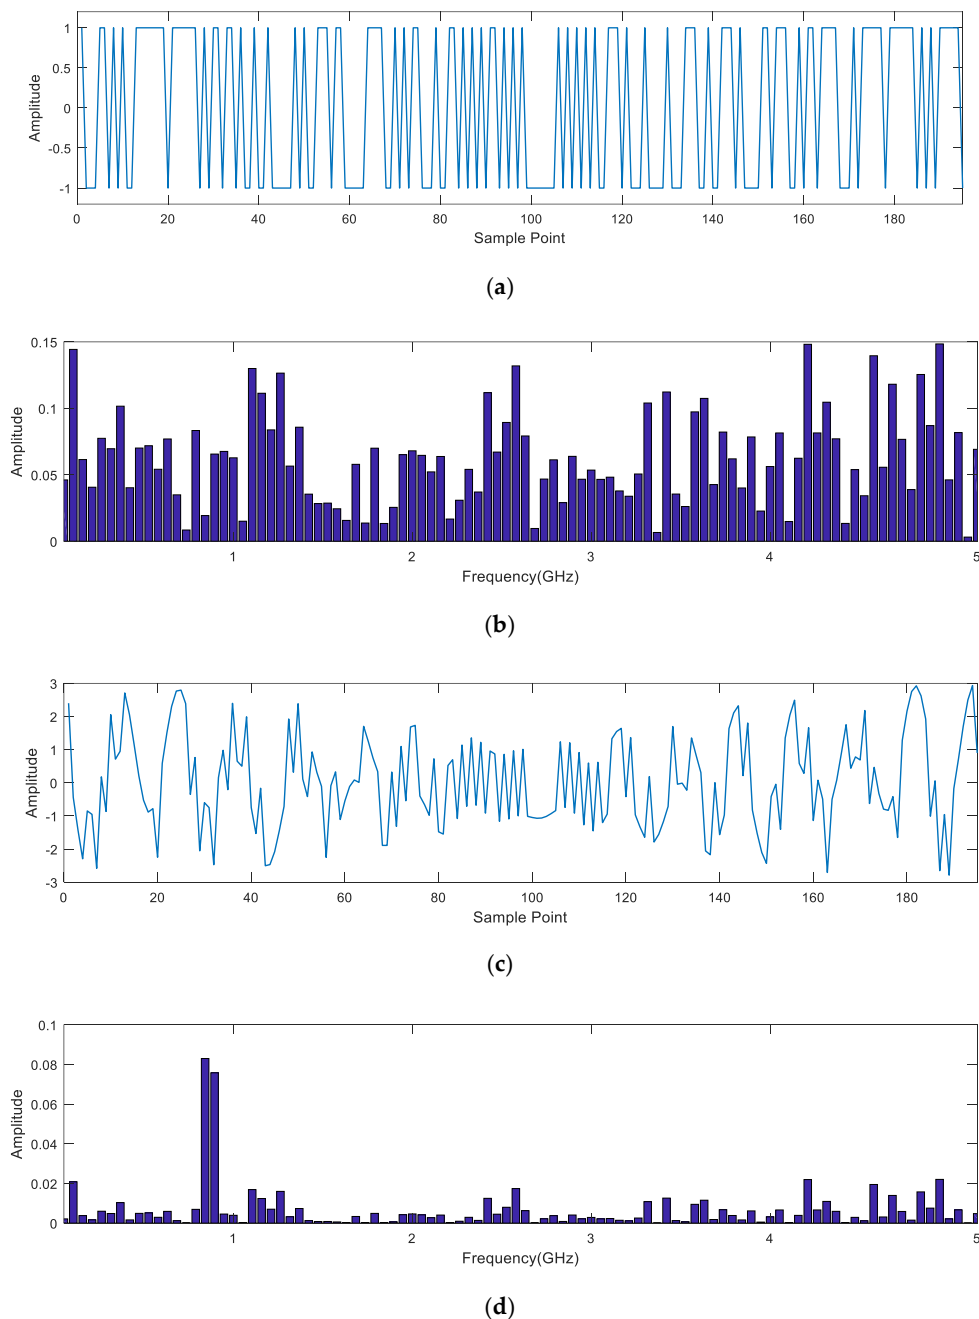 1
0.5
0
-0.5
-1
Amplitude
0 20 40 60 80 100 120 140 160 180
Sample Point
(a)
0.15
0.1
0.05
0
Amplitude
1 2 3 4 5
Frequency(GHz)
(b)
3
2
1
0
-1
-2
-3
Amplitude
0 20 40 60 80 100 120 140 160 180
Sample Point
(c)
0.1
0.08
0.06
0.04
0.02
0
Amplitude
1 2 3 4 5
Frequency(GHz)
(d)